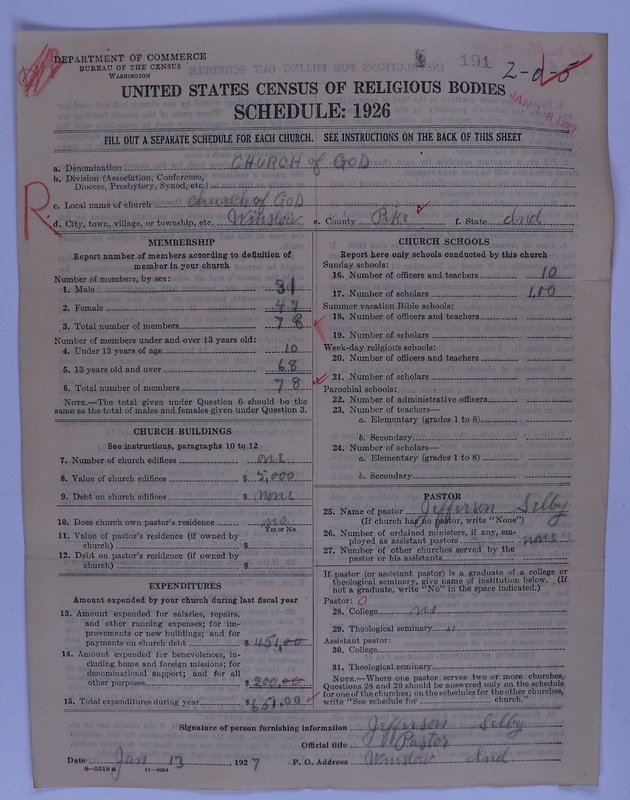 DEPARTMENT OF COMMERCE
BUREAU OF THE CENSUS
WASHINGTON
191
2-0-5
JAN 18 1927
UNITED STATES CENSUS OF RELIGIOUS BODIES
SCHEDULE: 1926
FILL OUT A SEPARATE SCHEDULE FOR EACH CHURCH. SEE INSTRUCTIONS ON THE BACK OF THIS SHEET
R
a. Denomination CHURCH of GOD
b. Division (Association, Conference,
Diocese, Presbytery, Synod, etc.)
c. Local name of church church of GOD
d. City, town, village, or township, etc. Winslow e. County Pike f. State Ind
MEMBERSHIP
Report number of members according to definition of
member in your church
Number of members, by sex:
1. Male 31
2. Female 47
3. Total number of members 78
Number of members under and over 13 years old:
4. Under 13 years of age 10
5. 13 years old and over 68
6. Total number of members 78
NOTE.—The total given under Question 6 should be the
same as the total of males and females given under Question 3.
CHURCH BUILDINGS
See instructions, paragraphs 10 to 12
7. Number of church edifices one
8. Value of church edifices $ 5,000
9. Debt on church edifices $ none
10. Does church own pastor's residence no
Yes or No
11. Value of pastor's residence (if owned by
church) $
12. Debt on pastor's residence (if owned by
church) $
EXPENDITURES
Amount expended by your church during last fiscal year
13. Amount expended for salaries, repairs,
and other running expenses; for im-
provements or new buildings; and for
payments on church debt $ 451,00
14. Amount expended for benevolences, in-
cluding home and foreign missions; for
denominational support; and for all
other purposes $ 200,00
15. Total expenditures during year $ 651,00
CHURCH SCHOOLS
Report here only schools conducted by this church
Sunday schools:
16. Number of officers and teachers 10
17. Number of scholars 100
Summer vacation Bible schools:
18. Number of officers and teachers
19. Number of scholars
Week-day religious schools:
20. Number of officers and teachers
21. Number of scholars
Parochial schools:
22. Number of administrative officers
23. Number of teachers—
a. Elementary (grades 1 to 8)
b. Secondary
24. Number of scholars—
a. Elementary (grades 1 to 8)
b. Secondary
PASTOR
25. Name of pastor Jefferson Selby
(If church has no pastor, write "None")
26. Number of ordained ministers, if any, em-
ployed as assistant pastors none
27. Number of other churches served by the
pastor or his assistants
If pastor (or assistant pastor) is a graduate of a college or
theological seminary, give name of institution below. (If
not a graduate, write "No" in the space indicated.)
Pastor: 0
28. College no
29. Theological seminary "
Assistant pastor:
30. College
31. Theological seminary
NOTE.—Where one pastor serves two or more churches,
Questions 28 and 29 should be answered only on the schedule
for one of the churches; on the schedules for the other churches,
write "See schedule for church."
Signature of person furnishing information Jefferson Selby
Official title Pastor
Date Jan 13, 1927 P. O. Address Winslow Ind
8—5518a 11—9054